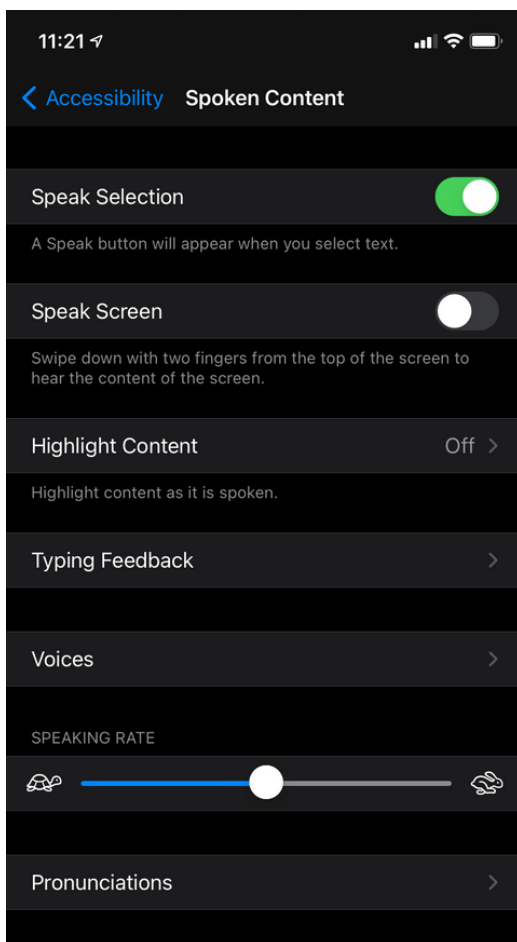 11:21
Accessibility Spoken Content
Speak Selection
A Speak button will appear when you select text.
Speak Screen
Swipe down with two fingers from the top of the screen to
hear the content of the screen.
Highlight Content Off
Highlight content as it is spoken.
Typing Feedback
Voices
SPEAKING RATE
Pronunciations